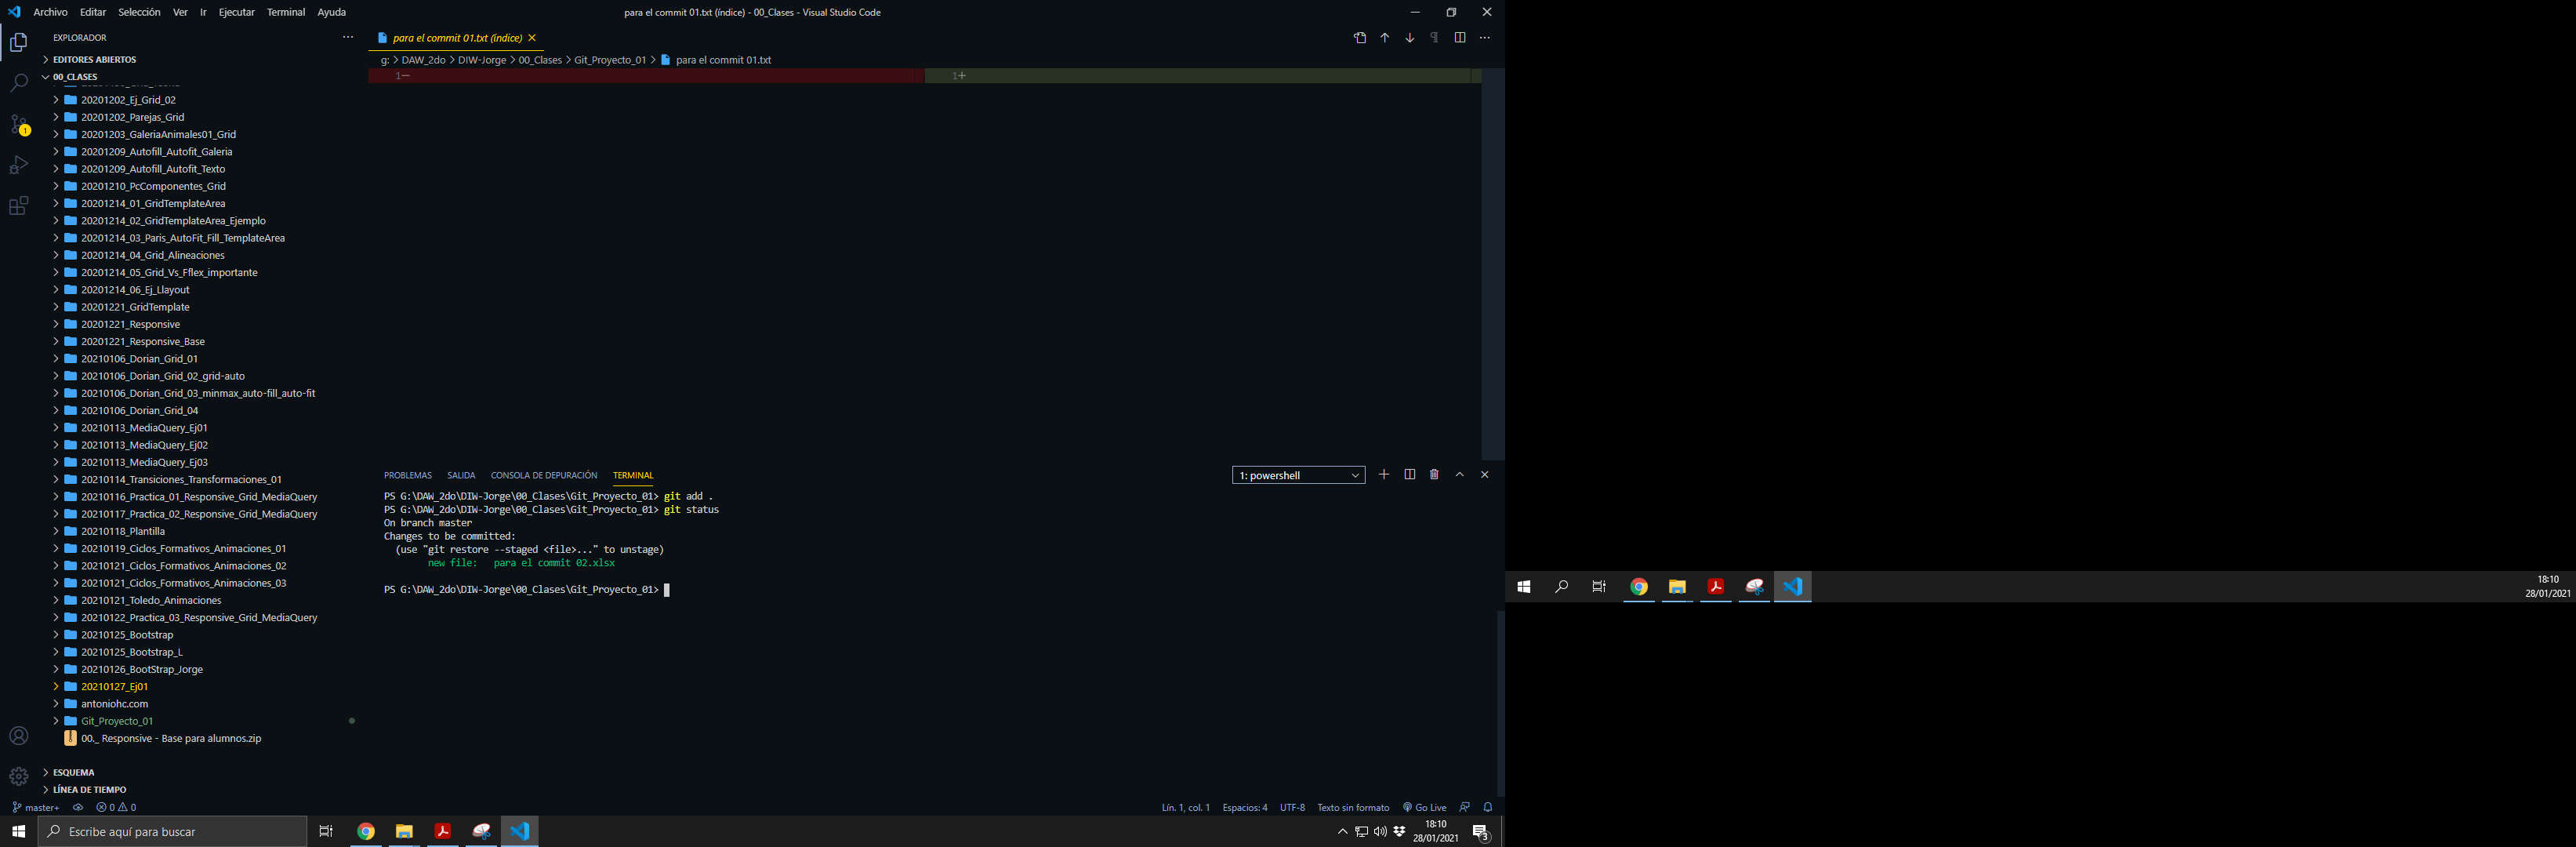 Archivo Editar Selección Ver Ir Ejecutar Terminal Ayuda
para el commit 01.txt (índice) - 00_Clases - Visual Studio Code
EXPLORADOR
EDITORES ABIERTOS
00_CLASES
20201202_Ej_Grid_02
20201202_Parejas_Grid
20201203_GaleriaAnimales01_Grid
20201209_Autofill_Autofit_Galeria
20201209_Autofill_Autofit_Texto
20201210_PcComponentes_Grid
20201214_01_GridTemplateArea
20201214_02_GridTemplateArea_Ejemplo
20201214_03_Paris_AutoFit_Fill_TemplateArea
20201214_04_Grid_Alineaciones
20201214_05_Grid_Vs_Fflex_importante
20201214_06_Ej_Llayout
20201221_GridTemplate
20201221_Responsive
20201221_Responsive_Base
20210106_Dorian_Grid_01
20210106_Dorian_Grid_02_grid-auto
20210106_Dorian_Grid_03_minmax_auto-fill_auto-fit
20210106_Dorian_Grid_04
20210113_MediaQuery_Ej01
20210113_MediaQuery_Ej02
20210113_MediaQuery_Ej03
20210114_Transiciones_Transformaciones_01
20210116_Practica_01_Responsive_Grid_MediaQuery
20210117_Practica_02_Responsive_Grid_MediaQuery
20210118_Plantilla
20210119_Ciclos_Formativos_Animaciones_01
20210121_Ciclos_Formativos_Animaciones_02
20210121_Ciclos_Formativos_Animaciones_03
20210121_Toledo_Animaciones
20210122_Practica_03_Responsive_Grid_MediaQuery
20210125_Bootstrap
20210125_Bootstrap_L
20210126_BootStrap_Jorge
20210127_Ej01
antoniohc.com
Git_Proyecto_01
00._ Responsive - Base para alumnos.zip
ESQUEMA
LÍNEA DE TIEMPO
1
para el commit 01.txt (índice)
g: > DAW_2do > DIW-Jorge > 00_Clases > Git_Proyecto_01 > para el commit 01.txt
1— 1+
PROBLEMAS SALIDA CONSOLA DE DEPURACIÓN TERMINAL
1: powershell
PS G:\DAW_2do\DIW-Jorge\00_Clases\Git_Proyecto_01> git add .
PS G:\DAW_2do\DIW-Jorge\00_Clases\Git_Proyecto_01> git status
On branch master
Changes to be committed:
(use "git restore --staged <file>..." to unstage)
new file: para el commit 02.xlsx
PS G:\DAW_2do\DIW-Jorge\00_Clases\Git_Proyecto_01>
master+ 0 0
Lín. 1, col. 1 Espacios: 4 UTF-8 Texto sin formato Go Live
Escribe aquí para buscar
18:10
28/01/2021
3
18:10
28/01/2021